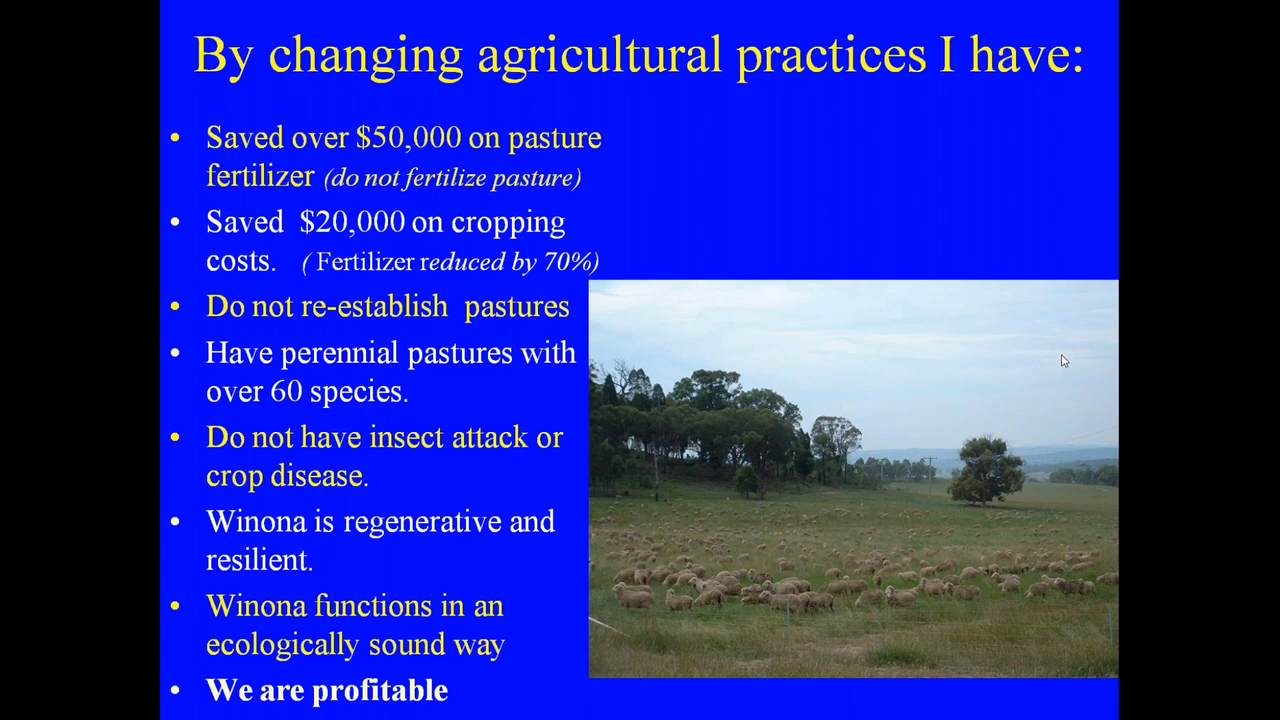 By changing agricultural practices I have:
• Saved over $50,000 on pasture
fertilizer (do not fertilize pasture)
• Saved $20,000 on cropping
costs. ( Fertilizer reduced by 70%)
• Do not re-establish pastures
• Have perennial pastures with
over 60 species.
• Do not have insect attack or
crop disease.
• Winona is regenerative and
resilient.
• Winona functions in an
ecologically sound way
• We are profitable